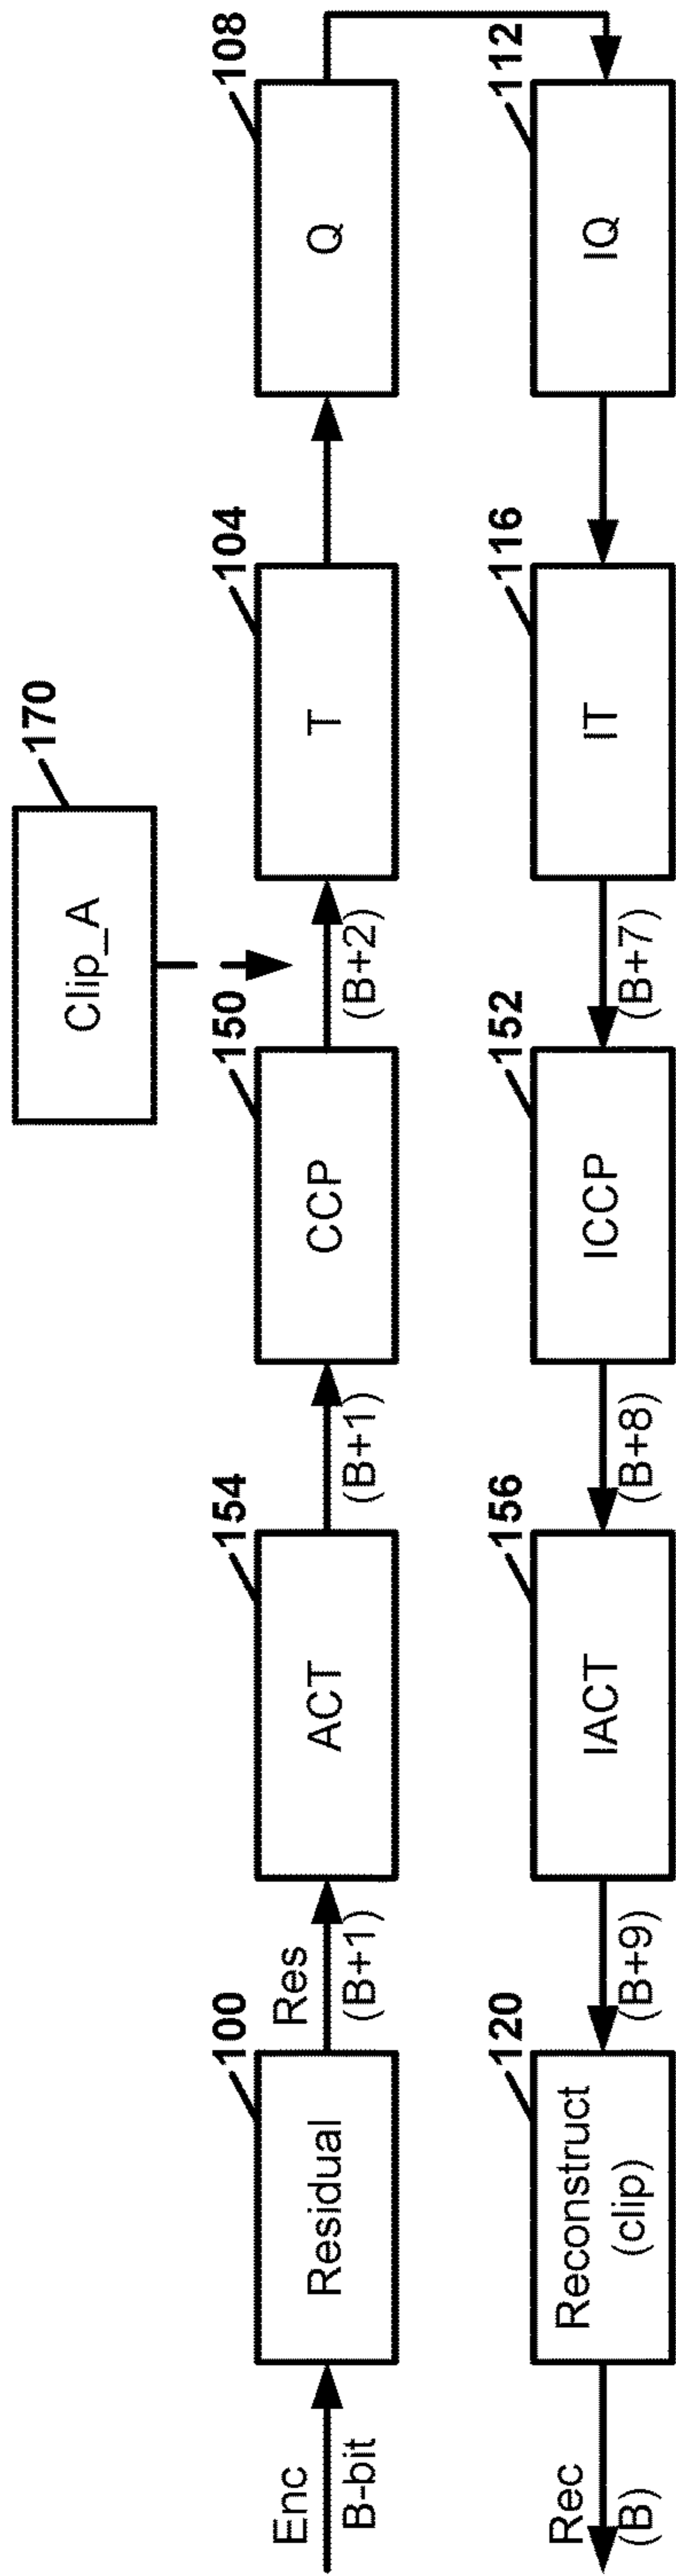 Clip_A
170
Enc
B-bit
Residual
100
Res
(B+1)
ACT
154
(B+1)
CCP
150
(B+2)
T
104
Q
108
IQ
112
IT
116
(B+7)
ICCP
152
(B+8)
IACT
156
(B+9)
Reconstruct
(clip)
120
Rec
(B)